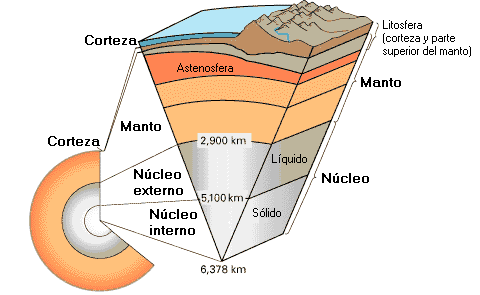 Corteza
Litosfera
(corteza y parte
superior del manto)
Astenosfera
Manto
Manto
Corteza
2,900 km
Líquido
Núcleo
externo
Núcleo
5,100 km
Núcleo
interno
Sólido
6,378 km